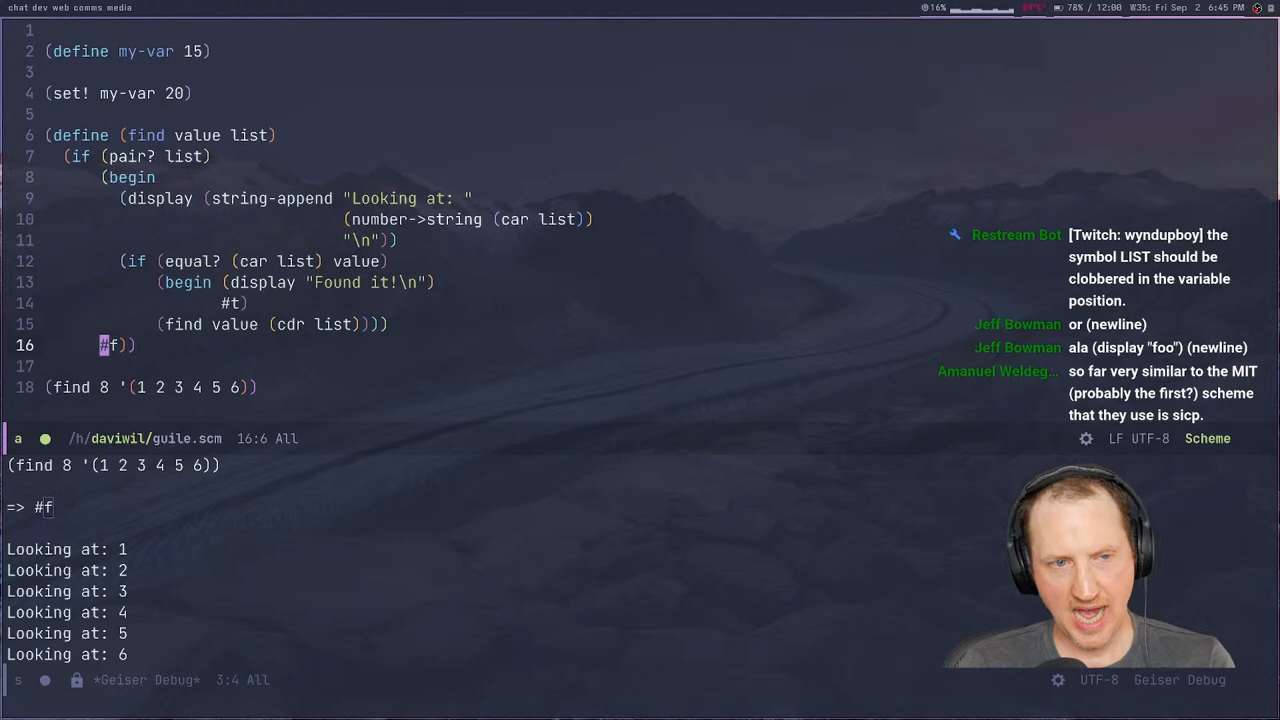 chat dev web comms media
16%
78% / 12:00
W35: Fri Sep 2 6:45 PM
1
2 (define my-var 15)
3
4 (set! my-var 20)
5
6 (define (find value list)
7 (if (pair? list)
8 (begin
9 (display (string-append "Looking at: "
10 (number->string (car list))
11 "\n"))
12 (if (equal? (car list) value)
13 (begin (display "Found it!\n")
14 #t)
15 (find value (cdr list))))
16 #f))
17
18 (find 8 '(1 2 3 4 5 6))
Restream Bot [Twitch: wyndupboy] the
symbol LIST should be
clobbered in the variable
position.
Jeff Bowman or (newline)
Jeff Bowman ala (display "foo") (newline)
Amanuel Weldeg… so far very similar to the MIT
(probably the first?) scheme
that they use is sicp.
a /h/daviwil/guile.scm 16:6 All LF UTF-8 Scheme
(find 8 '(1 2 3 4 5 6))
=> #f
Looking at: 1
Looking at: 2
Looking at: 3
Looking at: 4
Looking at: 5
Looking at: 6
s *Geiser Debug* 3:4 All UTF-8 Geiser Debug